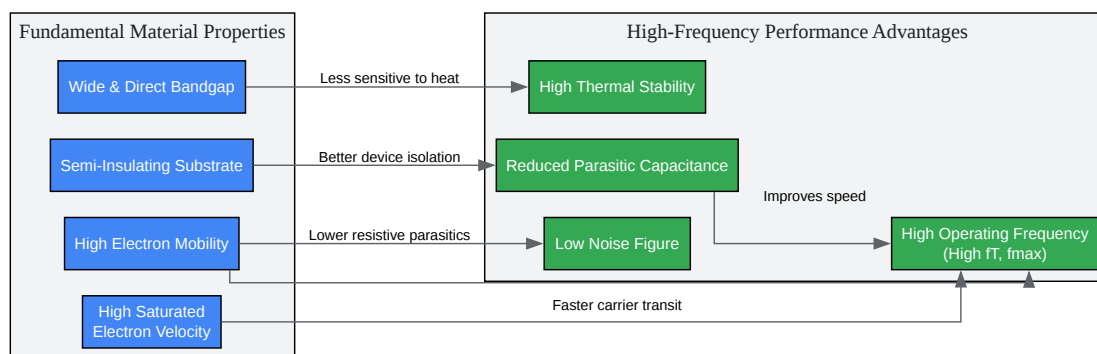 Fundamental Material Properties
High-Frequency Performance Advantages
Wide & Direct Bandgap
Less sensitive to heat
High Thermal Stability
Semi-Insulating Substrate
Better device isolation
Reduced Parasitic Capacitance
Improves speed
High Electron Mobility
Lower resistive parasitics
Low Noise Figure
High Operating Frequency
(High fT, fmax)
High Saturated
Electron Velocity
Faster carrier transit